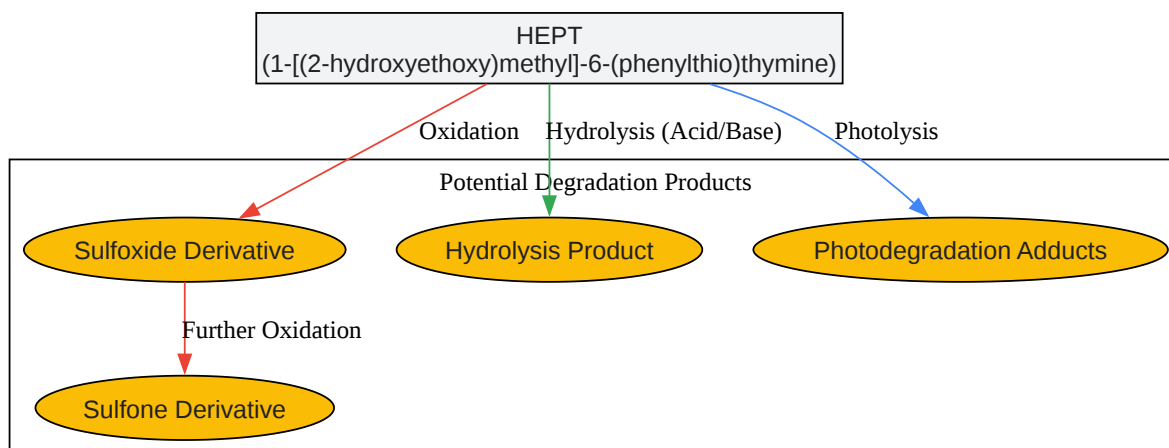 HEPT
(1-[(2-hydroxyethoxy)methyl]-6-(phenylthio)thymine)
Oxidation
Hydrolysis (Acid/Base)
Photolysis
Potential Degradation Products
Sulfoxide Derivative
Hydrolysis Product
Photodegradation Adducts
Further Oxidation
Sulfone Derivative